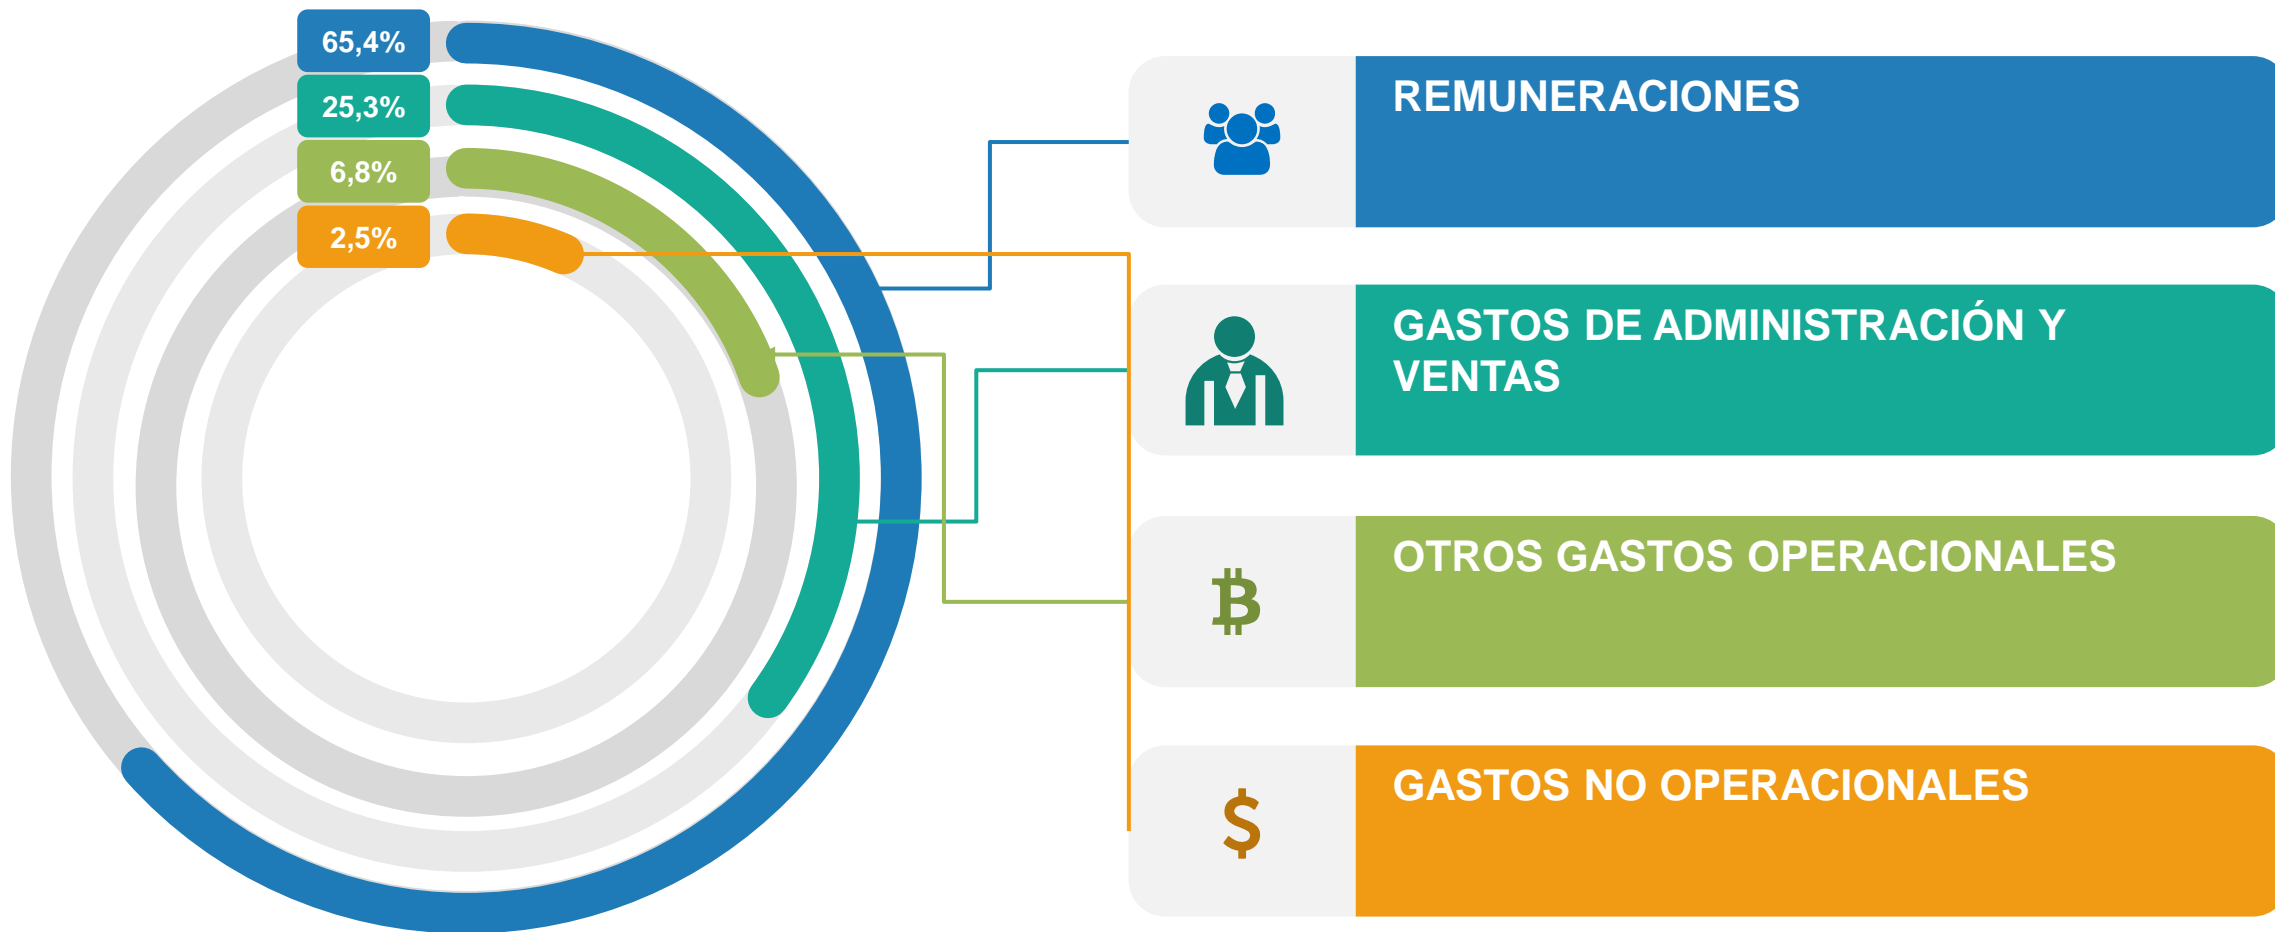 65,4%
25,3%
6,8%
2,5%
REMUNERACIONES
GASTOS DE ADMINISTRACIÓN Y
VENTAS
OTROS GASTOS OPERACIONALES
GASTOS NO OPERACIONALES